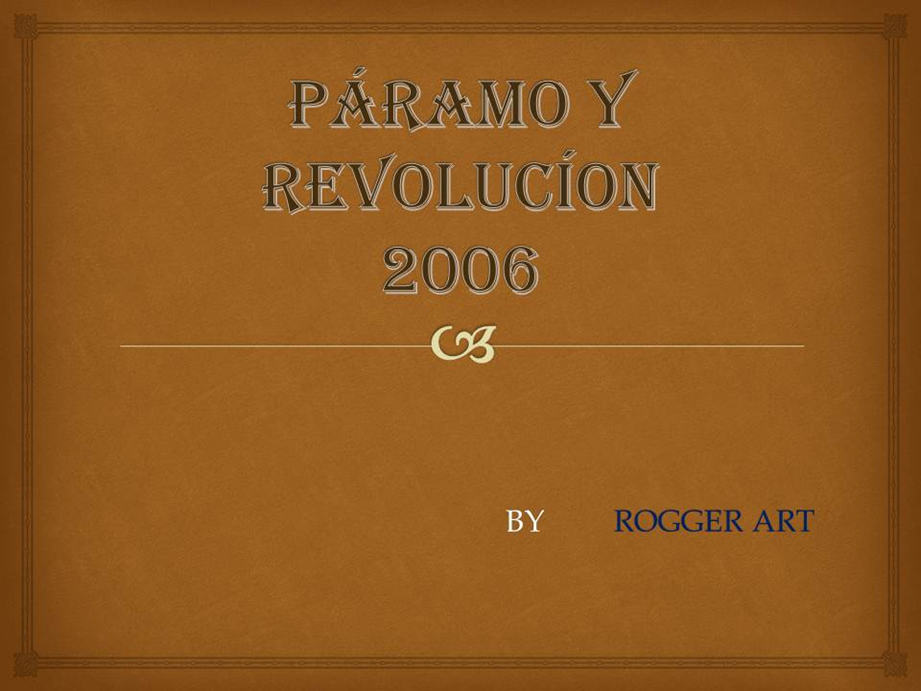 PÁRAMO Y
REVOLUCÍON
2006
BY ROGGER ART